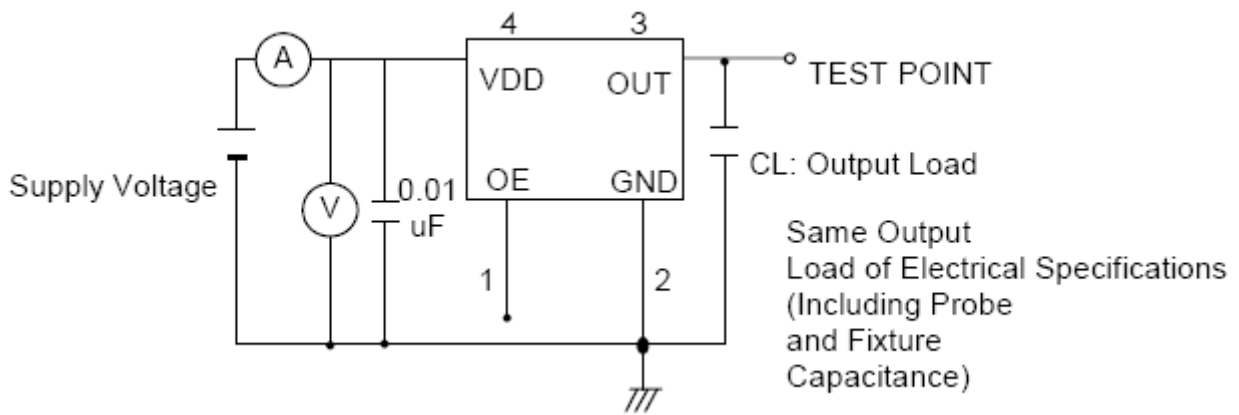 4
3
A
VDD
OUT
TEST POINT
Supply Voltage
V
0.01
uF
OE
GND
CL: Output Load
1
2
Same Output
Load of Electrical Specifications
(Including Probe
and Fixture
Capacitance)